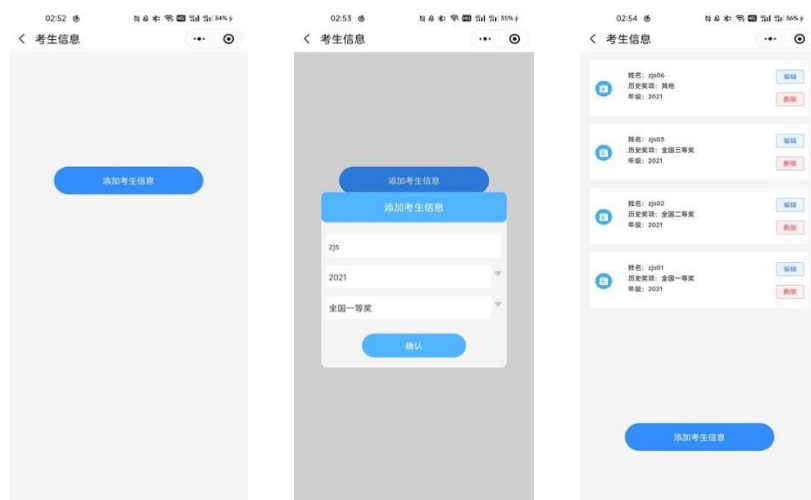 02:52
54%
考生信息
添加考生信息
02:53
55%
考生信息
添加考生信息
添加考生信息
zjs
2021
全国一等奖
确认
02:54
56%
考生信息
姓名：zjs06
历史奖项：其他
年级：2021
编辑
删除
姓名：zjs03
历史奖项：全国三等奖
年级：2021
编辑
删除
姓名：zjs02
历史奖项：全国二等奖
年级：2021
编辑
删除
姓名：zjs01
历史奖项：全国一等奖
年级：2021
编辑
删除
添加考生信息